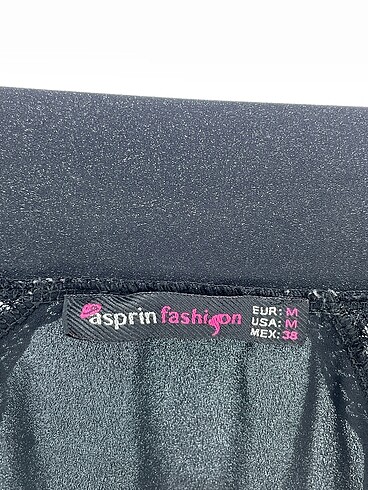 asprin fashion
EUR: M
USA: M
MEX: 38